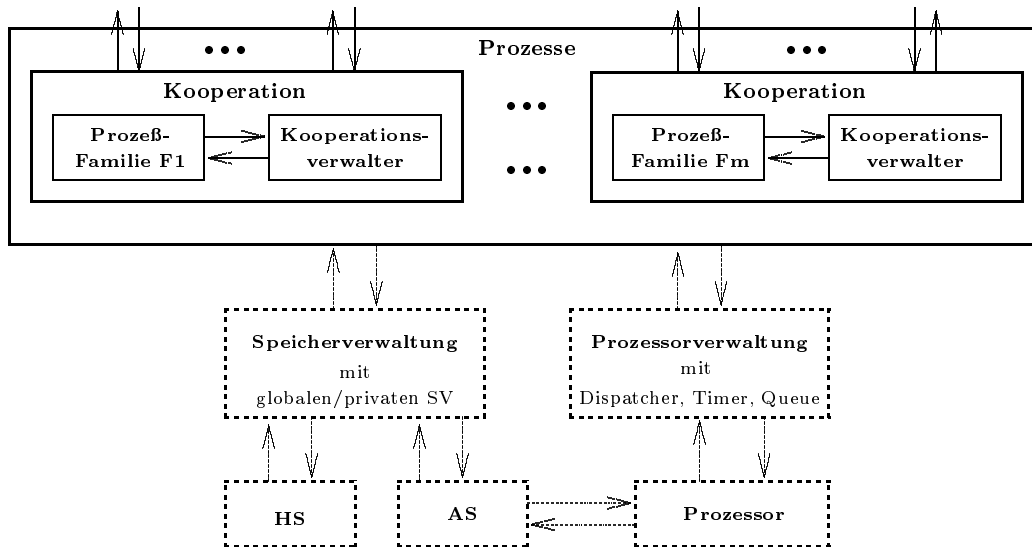 Prozesse
Kooperation
Kooperation
Prozeß-
Familie F1
Kooperations-
verwalter
Prozeß-
Familie Fm
Kooperations-
verwalter
Speicherverwaltung
mit
globalen/privaten SV
Prozessorverwaltung
mit
Dispatcher, Timer, Queue
HS
AS
Prozessor